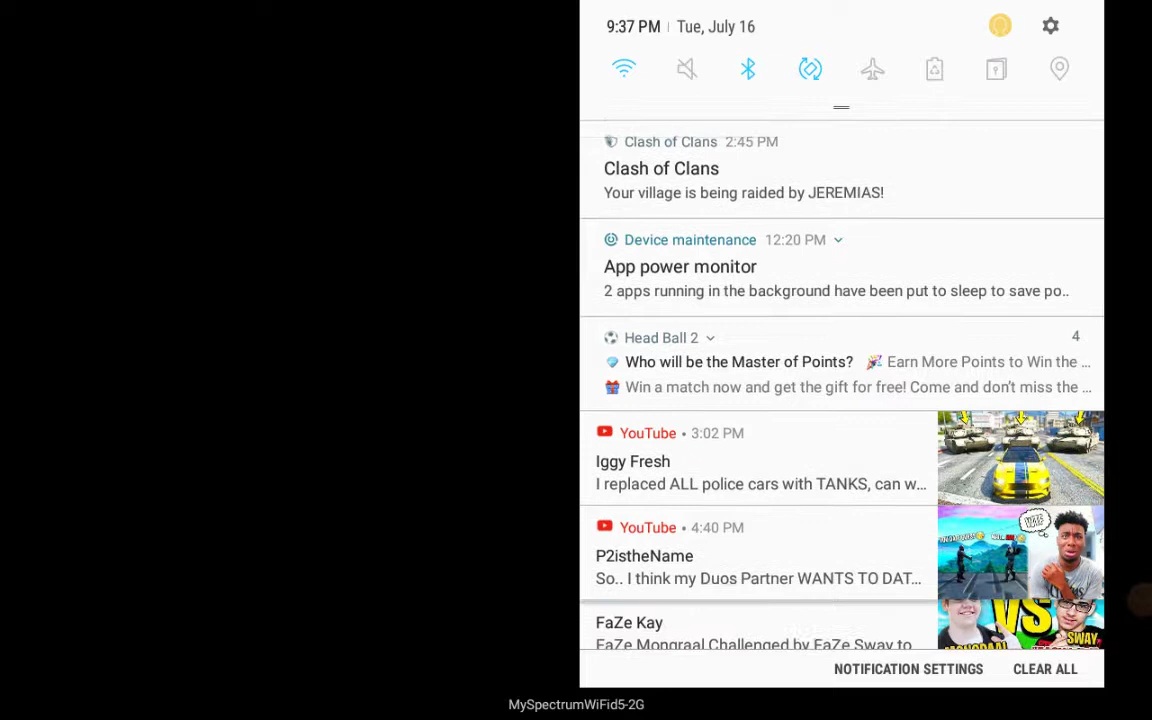 9:37 PM | Tue, July 16
Clash of Clans 2:45 PM
Clash of Clans
Your village is being raided by JEREMIAS!
Device maintenance 12:20 PM
App power monitor
2 apps running in the background have been put to sleep to save po..
Head Ball 2 4
Who will be the Master of Points? Earn More Points to Win the ...
Win a match now and get the gift for free! Come and don't miss the ...
YouTube • 3:02 PM
Iggy Fresh
I replaced ALL police cars with TANKS, can w...
YouTube • 4:40 PM
P2istheName
So.. I think my Duos Partner WANTS TO DAT...
FaZe Kay
FaZe Mongraal Challenged by FaZe Sway to
VS
SWAY
NOTIFICATION SETTINGS CLEAR ALL
MySpectrumWiFid5-2G